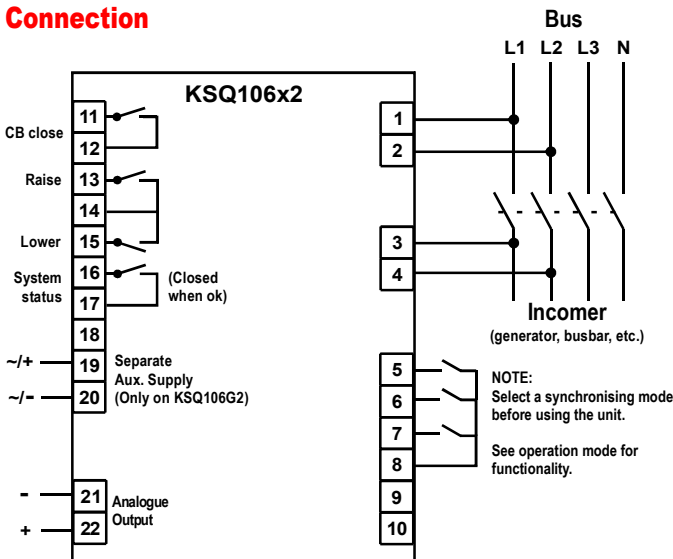 Connection
Bus
L1 L2 L3 N
KSQ106x2
CB close
11
12
Raise
13
14
Lower
15
System
status
16
17
(Closed
when ok)
18
~/+
19
~/-
20
Separate
Aux. Supply
(Only on KSQ106G2)
-
21
+
22
Analogue
Output
1
2
3
4
Incomer
(generator, busbar, etc.)
5
6
7
8
9
10
NOTE:
Select a synchronising mode
before using the unit.
See operation mode for
functionality.